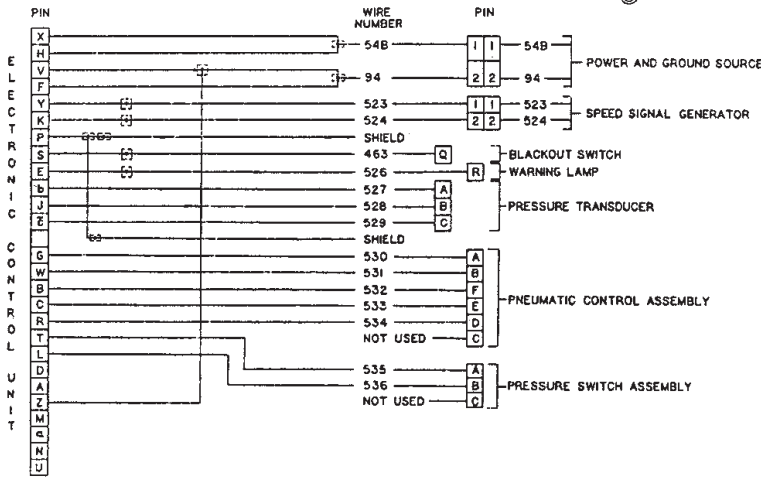 PIN WIRE NUMBER PIN
ELECTRONIC CONTROL UNIT
X
H 54B 1 1 54B
V POWER AND GROUND SOURCE
F 94 2 2 94
Y 523 1 1 523
K 524 2 2 524 SPEED SIGNAL GENERATOR
P SHIELD
S 463 Q BLACKOUT SWITCH
E 526 R WARNING LAMP
b 527 A
J 528 B PRESSURE TRANSDUCER
c 529 C
SHIELD
G 530 A
W 531 B
B 532 F
C 533 E PNEUMATIC CONTROL ASSEMBLY
R 534 D
T NOT USED C
L
D 535 A
A 536 B PRESSURE SWITCH ASSEMBLY
Z NOT USED C
M
a
N
U